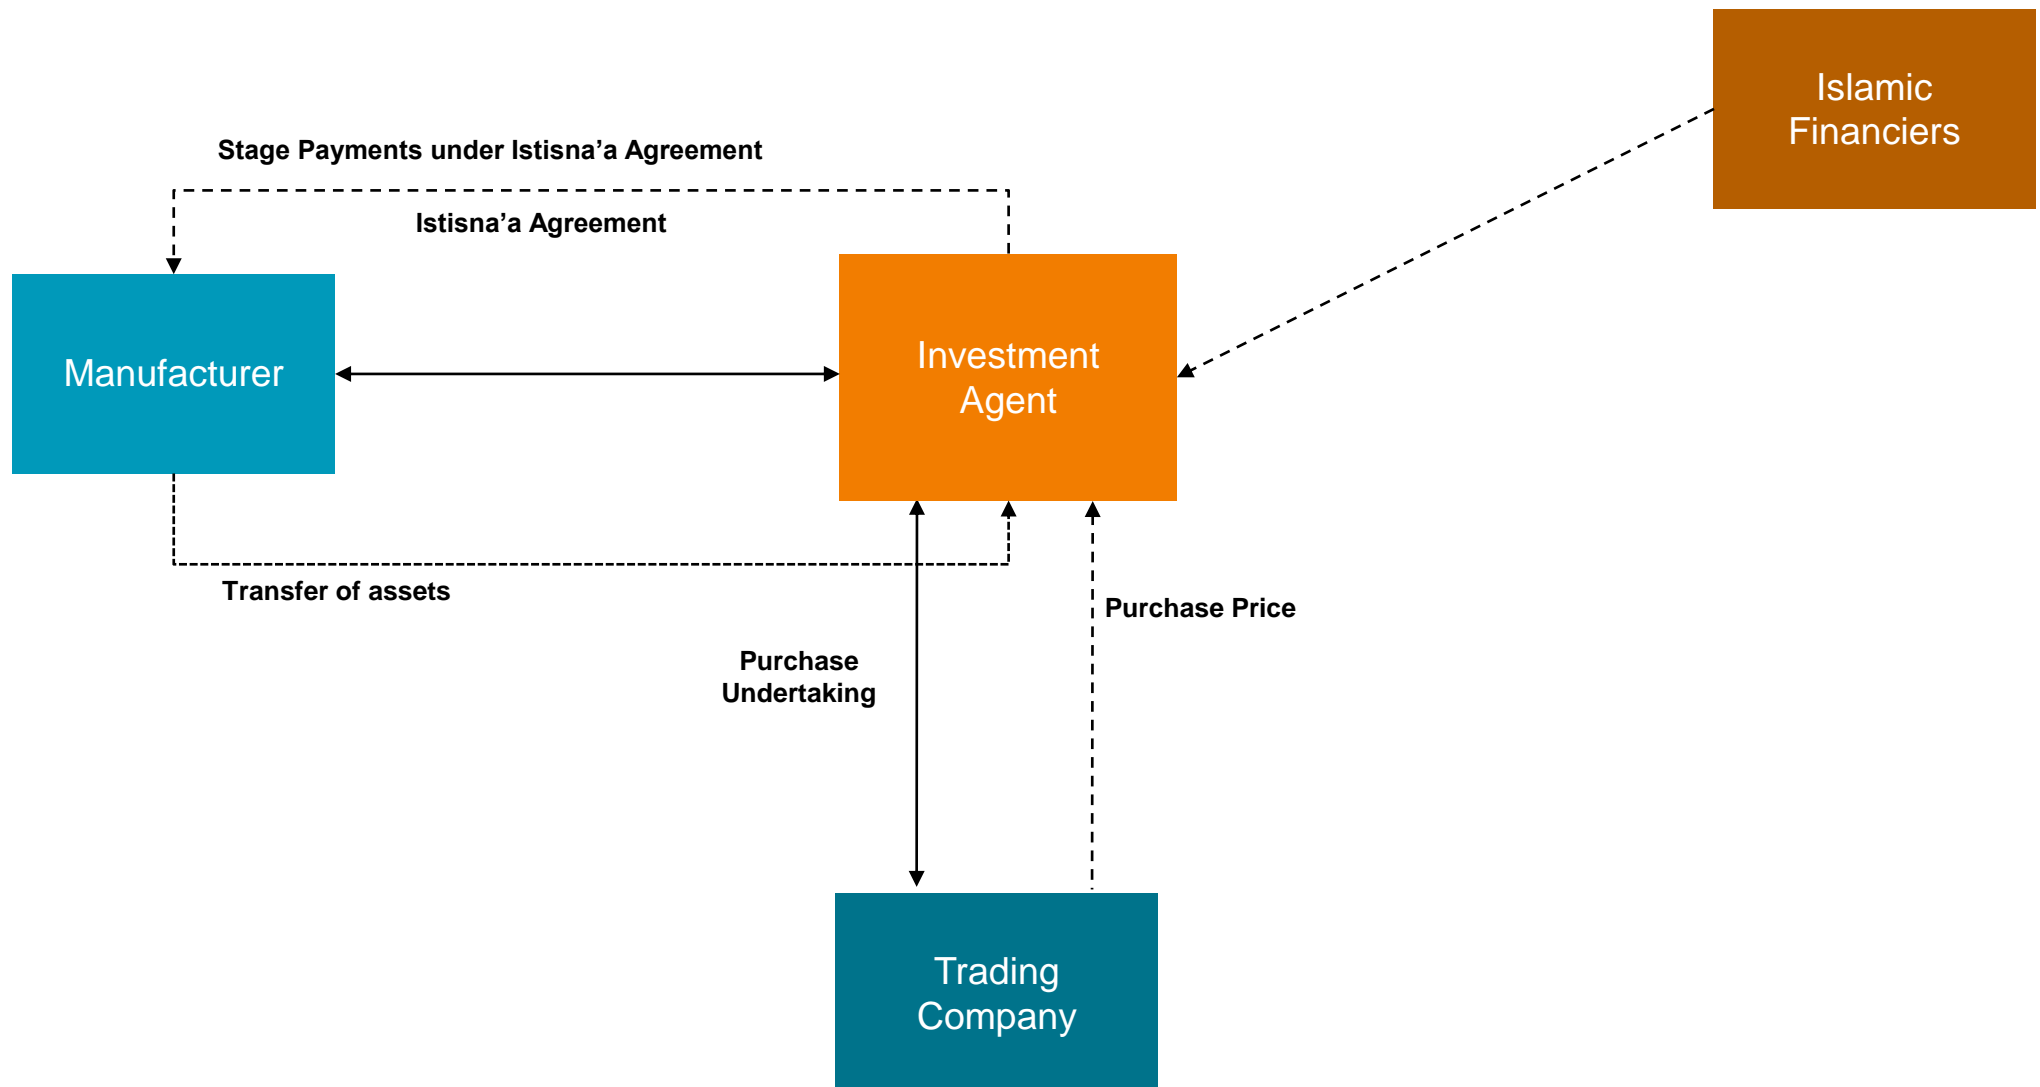 Islamic
Financiers
Stage Payments under Istisna’a Agreement
Istisna’a Agreement
Manufacturer
Investment
Agent
Transfer of assets
Purchase Price
Purchase
Undertaking
Trading
Company